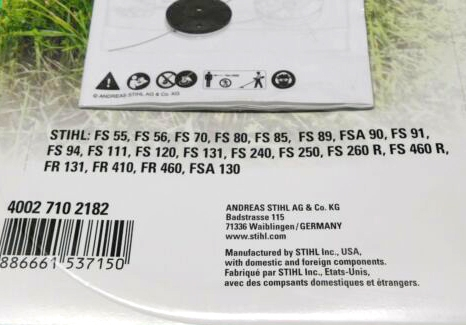 © ANDREAS STIHL AG & Co. KG
STIHL: FS 55, FS 56, FS 70, FS 80, FS 85, FS 89, FSA 90, FS 91,
FS 94, FS 111, FS 120, FS 131, FS 240, FS 250, FS 260 R, FS 460 R,
FR 131, FR 410, FR 460, FSA 130
4002 710 2182
886661 537150
ANDREAS STIHL AG & Co. KG
Badstrasse 115
71336 Waiblingen/GERMANY
www.stihl.com
Manufactured by STIHL Inc., USA,
with domestic and foreign components.
Fabriqué par STIHL Inc., Etats-Unis,
avec des compsants domestiques et étrangers.